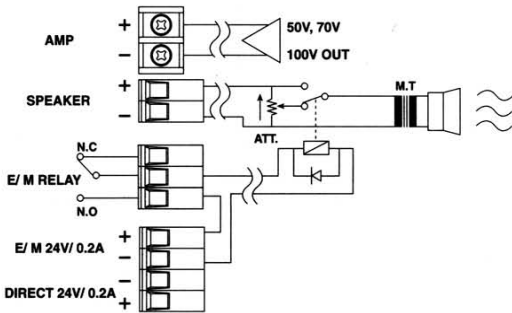 AMP
+
−
50V, 70V
100V OUT
SPEAKER
+
−
ATT.
M.T
N.C
E/ M RELAY
N.O
E/ M 24V/ 0.2A
+
−
DIRECT 24V/ 0.2A
−
+